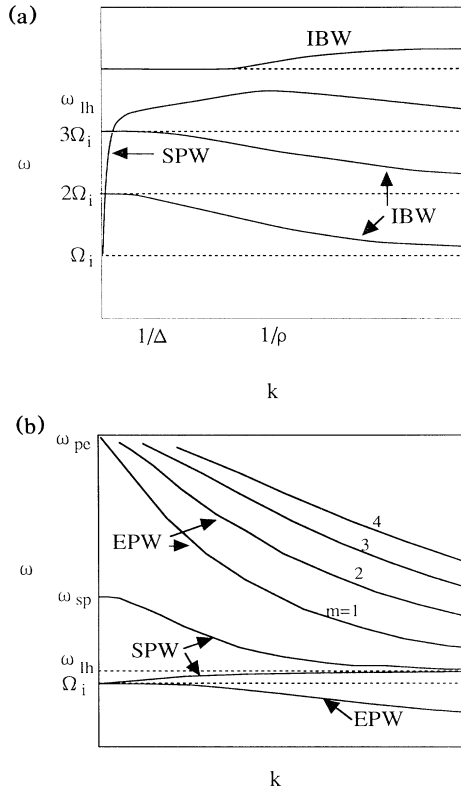 (a)
IBW
ω lh
3Ω i
SPW
ω
2Ω i
IBW
Ω i
1/Δ 1/ρ
k
(b)
ω pe
4
EPW
3
ω
2
ω sp
m=1
SPW
ω lh
Ω i
EPW
k